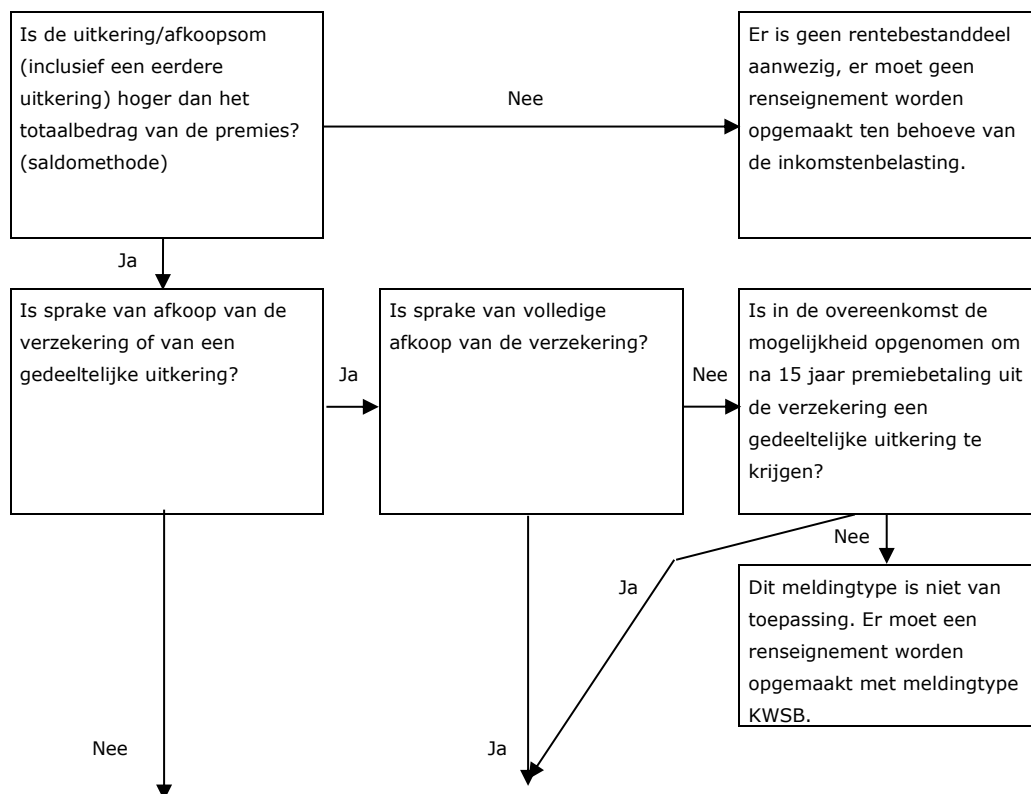 Is de uitkering/afkoopsom
(inclusief een eerdere
uitkering) hoger dan het
totaalbedrag van de premies?
(saldomethode)
Nee
Er is geen rentebestanddeel
aanwezig, er moet geen
renseignement worden
opgemaakt ten behoeve van
de inkomstenbelasting.
Ja
Is sprake van afkoop van de
verzekering of van een
gedeeltelijke uitkering?
Ja
Is sprake van volledige
afkoop van de verzekering?
Nee
Is in de overeenkomst de
mogelijkheid opgenomen om
na 15 jaar premiebetaling uit
de verzekering een
gedeeltelijke uitkering te
krijgen?
Nee
Ja
Dit meldingtype is niet van
toepassing. Er moet een
renseignement worden
opgemaakt met meldingtype
KWSB.
Nee
Ja